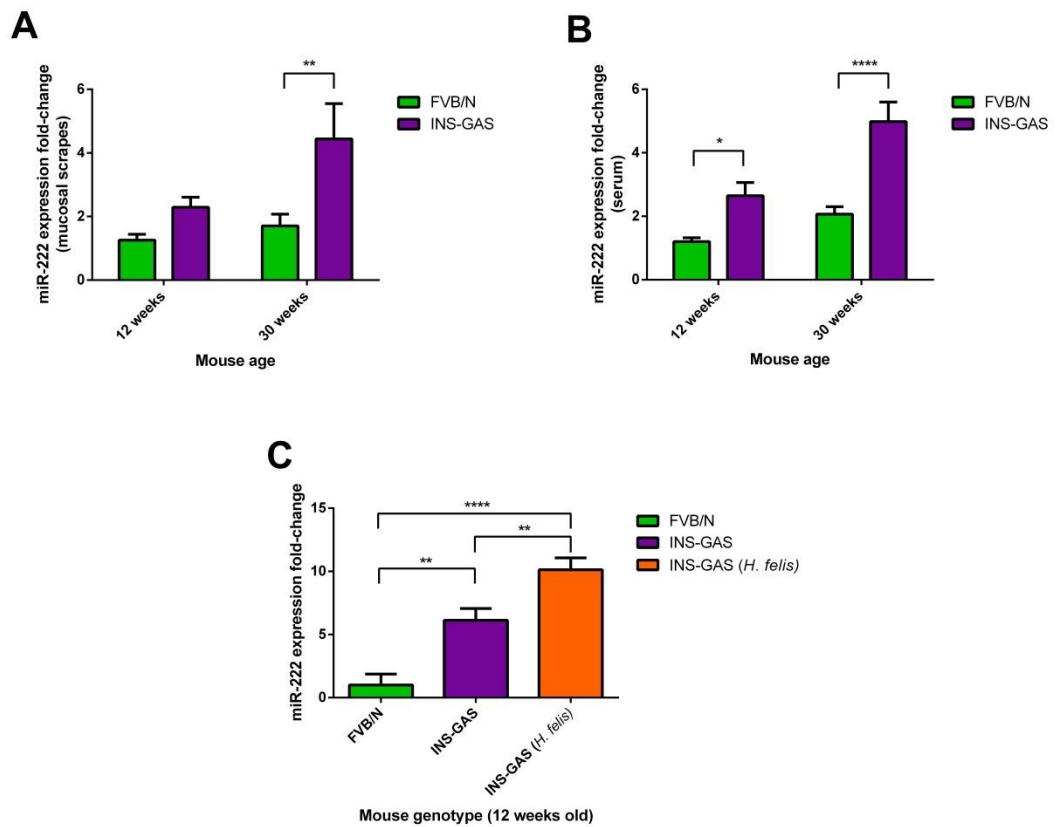 A
miR-222 expression fold-change
(mucosal scrapes)
6
4
2
0
**
FVB/N
INS-GAS
12 weeks
30 weeks
Mouse age
B
miR-222 expression fold-change
(serum)
6
4
2
0
*
****
FVB/N
INS-GAS
12 weeks
30 weeks
Mouse age
C
miR-222 expression fold-change
15
10
5
0
****
**
**
FVB/N
INS-GAS
INS-GAS (H. felis)
FVB/N
INS-GAS
INS-GAS (H. felis)
Mouse genotype (12 weeks old)